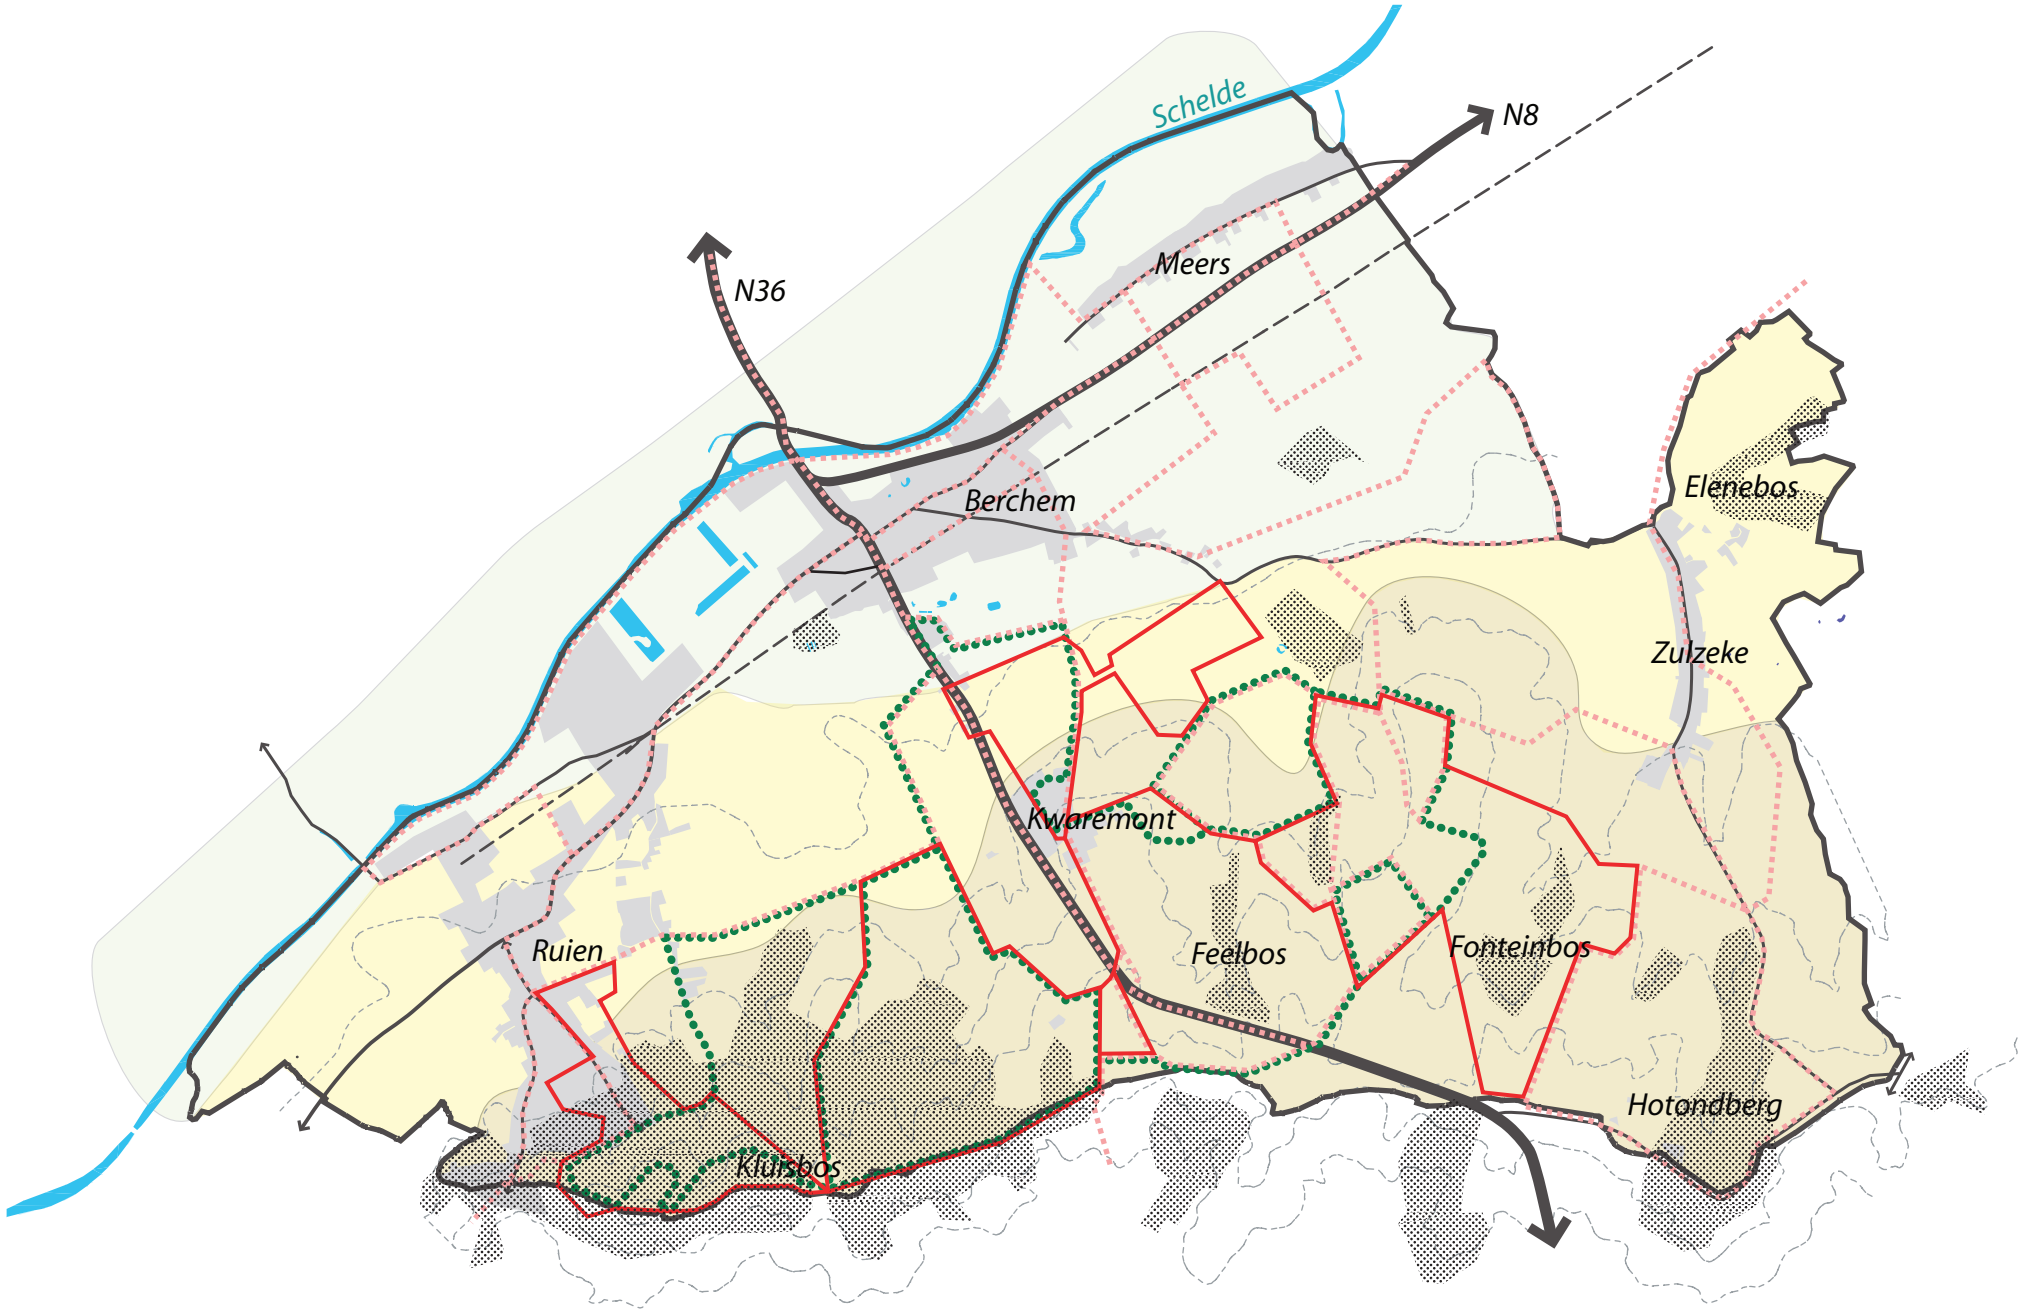 Schelde
N8
N36
Meers
Berchem
Elenebos
Zulzeke
Kwaremont
Ruien
Feelbos
Fonteinbos
Hotondberg
Kluisbos